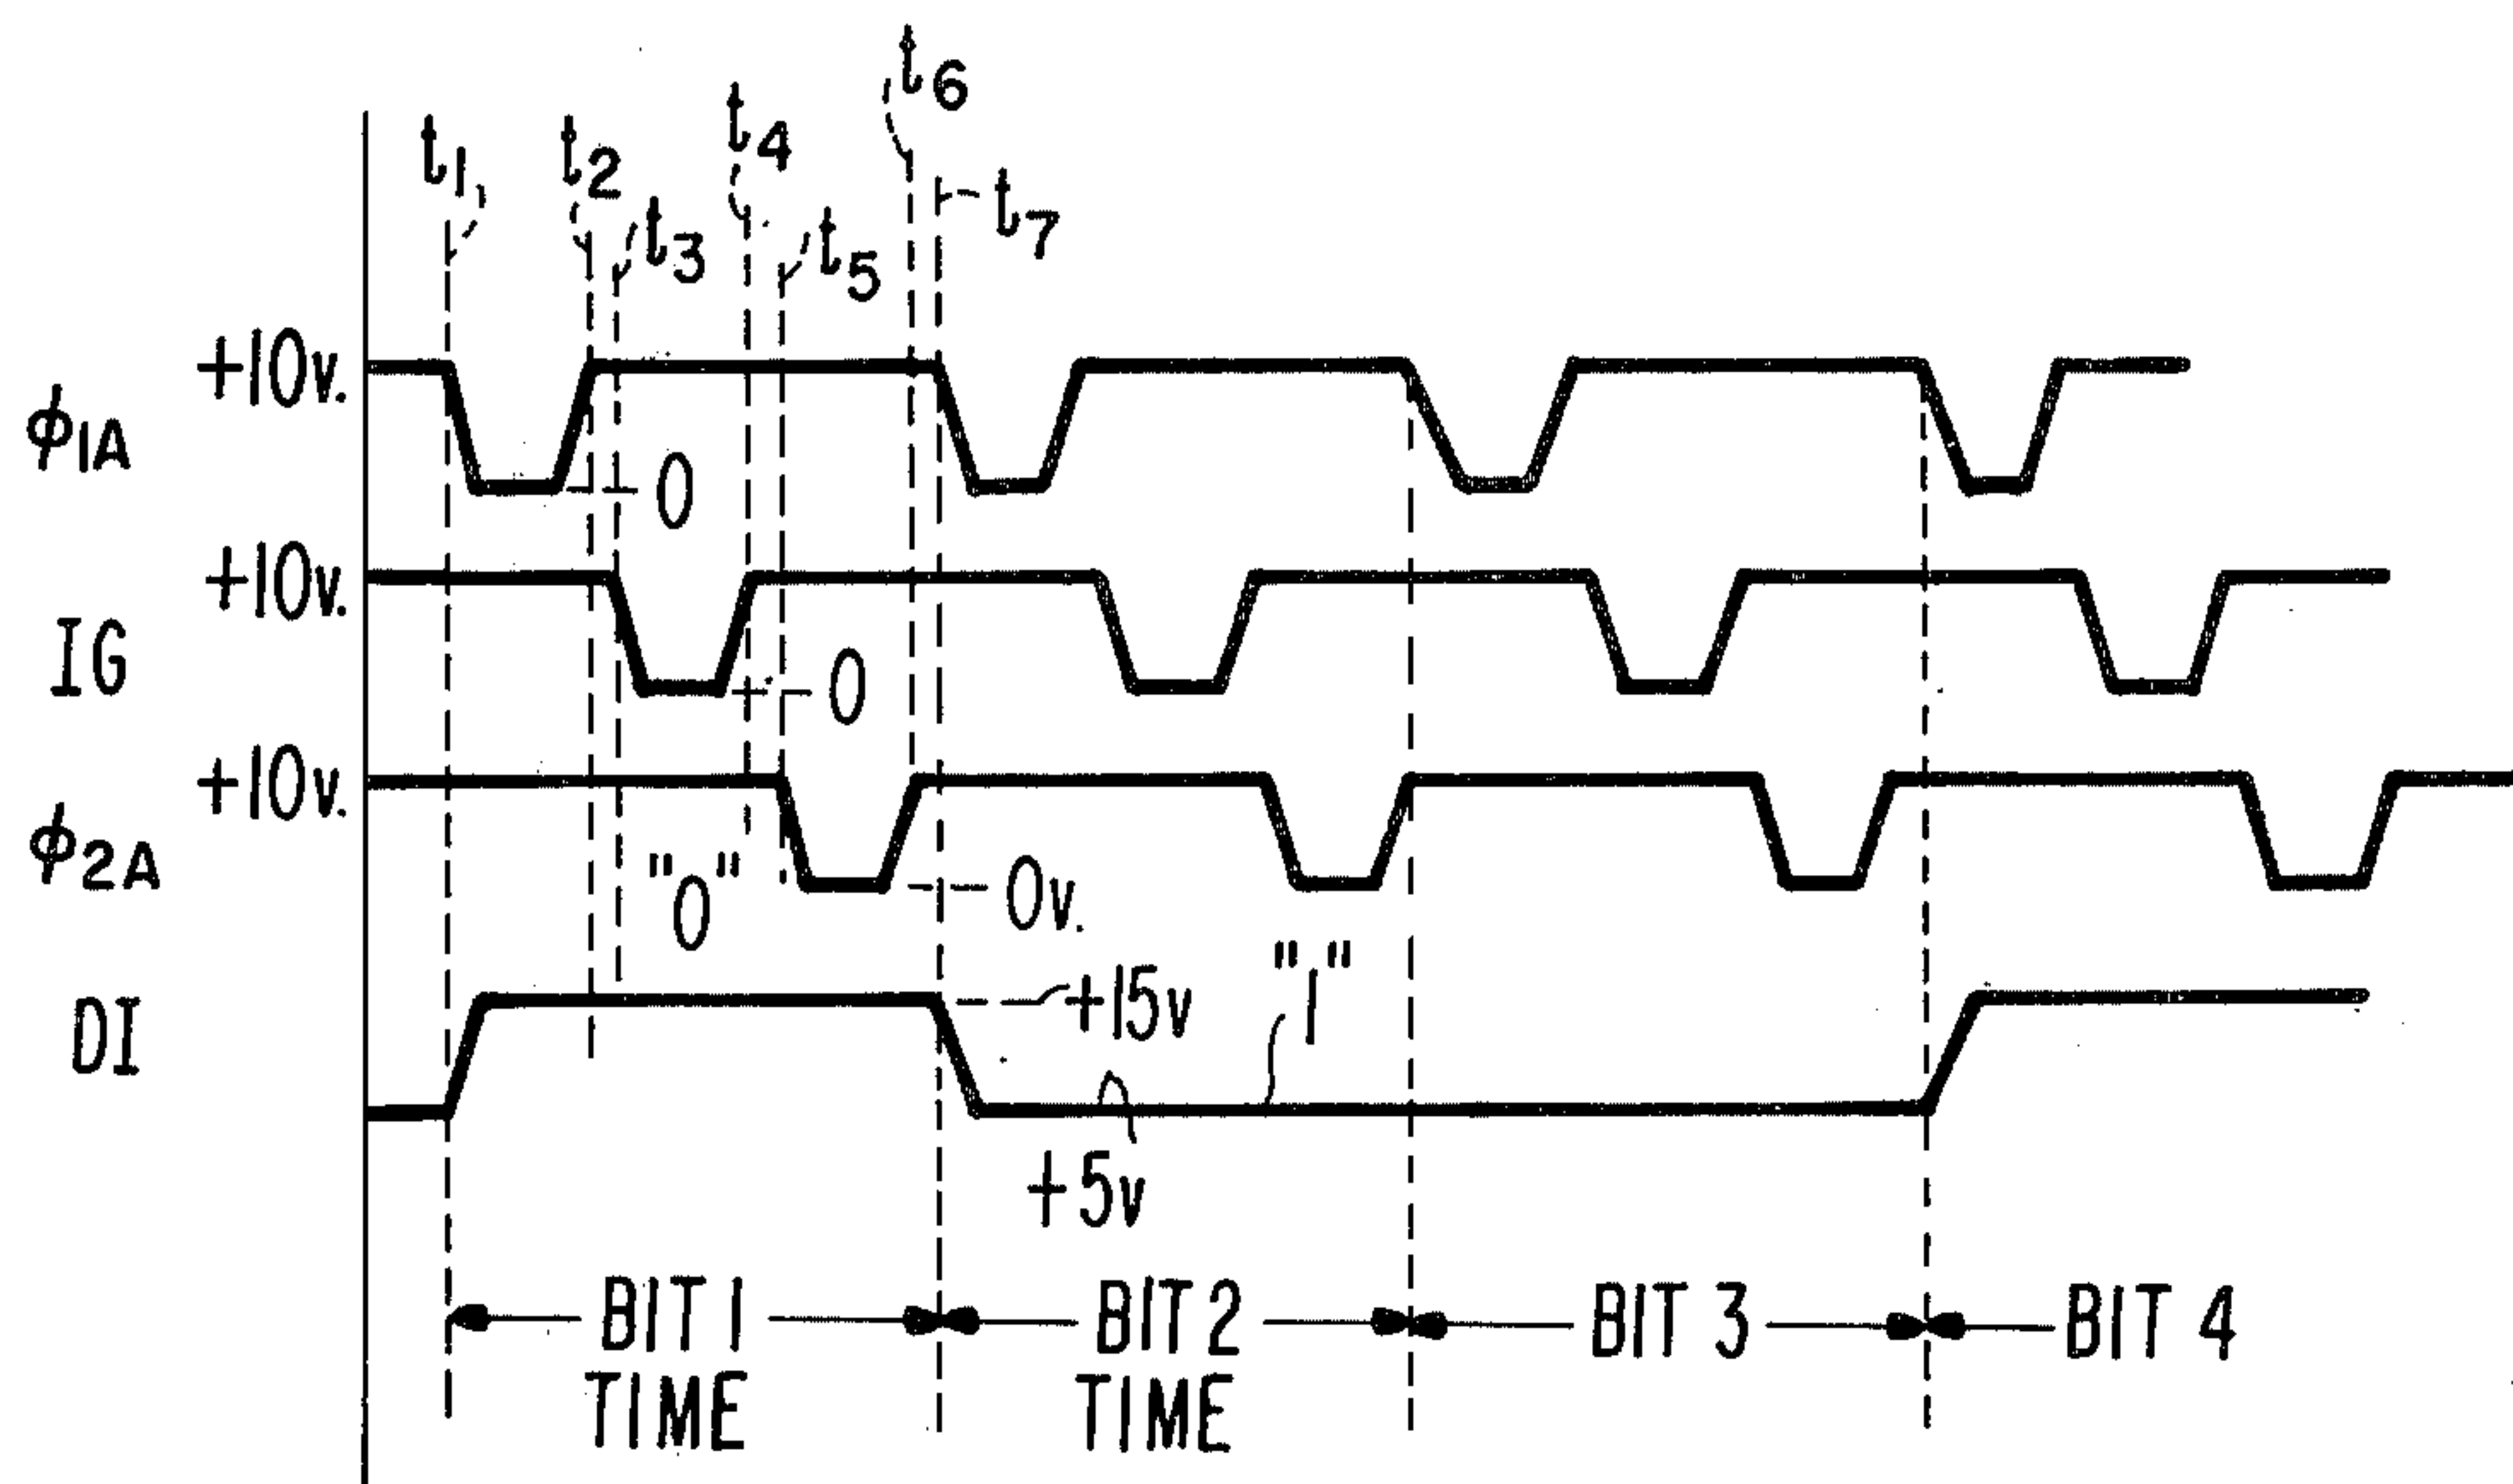 t6
t1
t2
t4
t7
t3
t5
+10v.
ϕ1A
0
+10v.
IG
0
+10v.
ϕ2A
"0"
0v.
DI
+15v
"1"
+5v
BIT 1 TIME
BIT 2 TIME
BIT 3
BIT 4